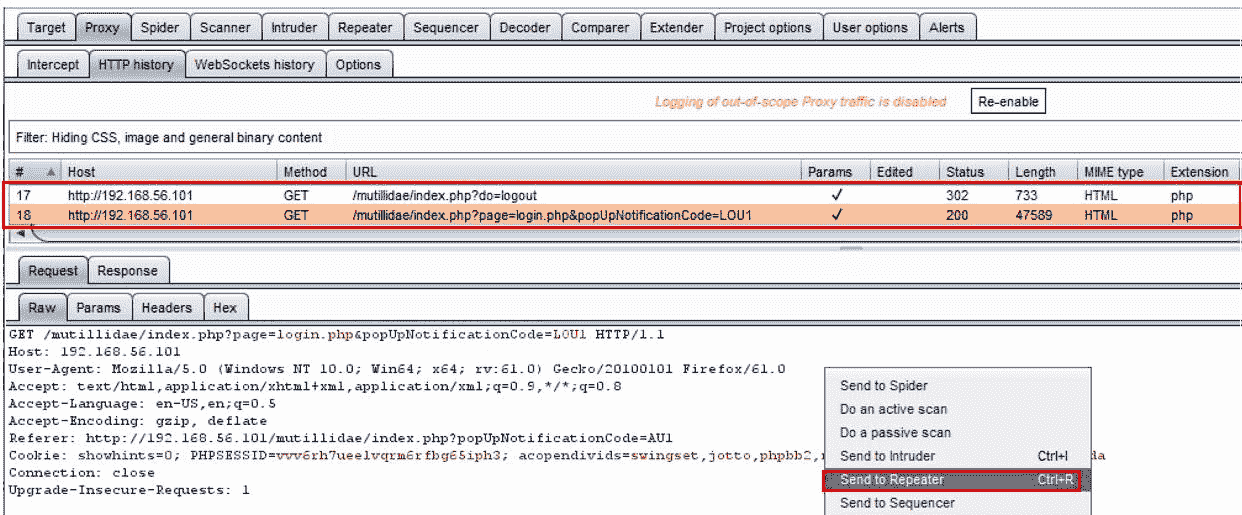 Target Proxy Spider Scanner Intruder Repeater Sequencer Decoder Comparer Extender Project options User options Alerts
Intercept HTTP history WebSockets history Options
Logging of out-of-scope Proxy traffic is disabled Re-enable
Filter: Hiding CSS, image and general binary content
# Host Method URL Params Edited Status Length MIME type Extension
17 http://192.168.56.101 GET /mutillidae/index.php?do=logout ✓ 302 733 HTML php
18 http://192.168.56.101 GET /mutillidae/index.php?page=login.php&popUpNotificationCode=LOU1 ✓ 200 47589 HTML php
Request Response
Raw Params Headers Hex
GET /mutillidae/index.php?page=login.php&popUpNotificationCode=LOU1 HTTP/1.1
Host: 192.168.56.101
User-Agent: Mozilla/5.0 (Windows NT 10.0; Win64; x64; rv:61.0) Gecko/20100101 Firefox/61.0
Accept: text/html,application/xhtml+xml,application/xml;q=0.9,*/*;q=0.8
Accept-Language: en-US,en;q=0.5
Accept-Encoding: gzip, deflate
Referer: http://192.168.56.101/mutillidae/index.php?popUpNotificationCode=AU1
Cookie: showhints=0; PHPSESSID=vvv6rh7ueelvqrm6rfbg65iph3; acopendivids=swingset,jotto,phpbb2,
Connection: close
Upgrade-Insecure-Requests: 1
Send to Spider
Do an active scan
Do a passive scan
Send to Intruder Ctrl+I
Send to Repeater Ctrl+R
Send to Sequencer